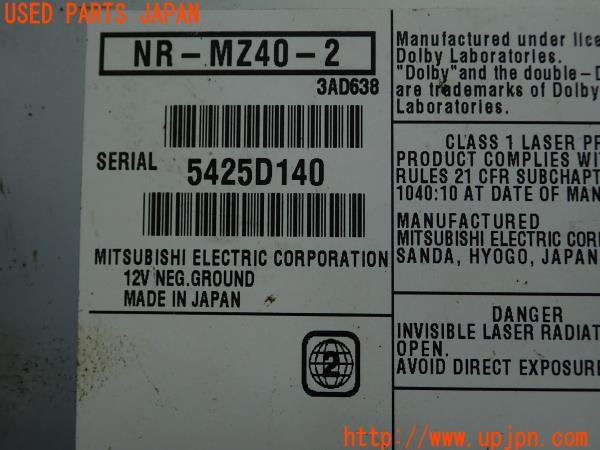 USED PARTS JAPAN
NR-MZ40-2
3AD638
SERIAL
5425D140
MITSUBISHI ELECTRIC CORPORATION
12V NEG.GROUND
MADE IN JAPAN
2
Manufactured under
Dolby Laboratories.
"Dolby" and the double-
are trademarks of Dolby
Laboratories.
CLASS 1 LASER
PRODUCT COMPLIES
RULES 21 CFR
1040:10 AT DATE OF
MANUFACTURED
MITSUBISHI ELECTRIC
SANDA, HYOGO, JAPAN
DANGER
INVISIBLE LASER
OPEN.
AVOID DIRECT
Used Parts Japan
http://www.upjpn.com